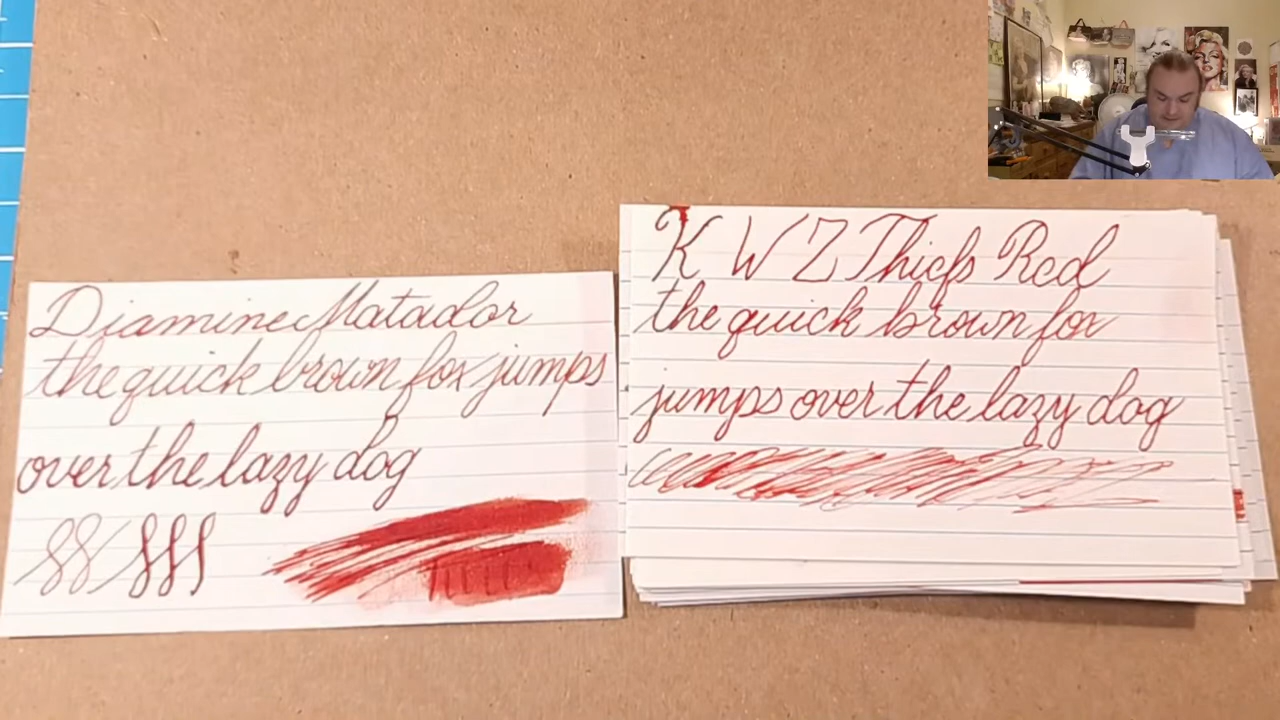 Diamine Matador
the quick brown fox jumps
over the lazy dog
K W Z Thiefs Red
the quick brown fox
jumps over the lazy dog